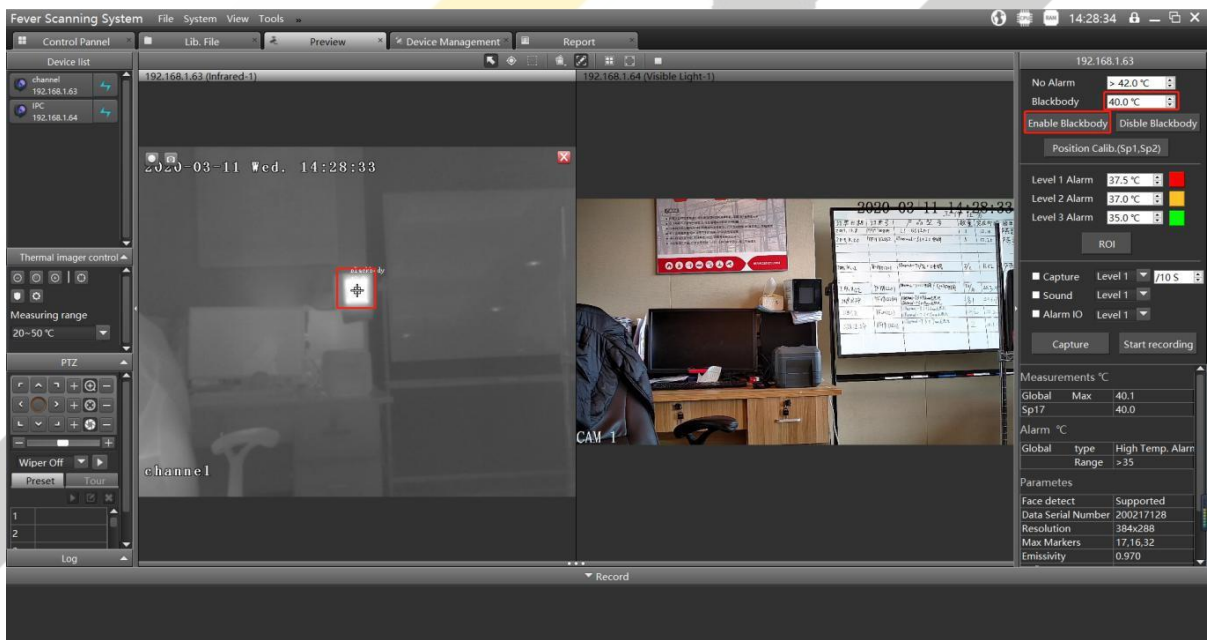 Fever Scanning System File System View Tools » 14:28:34
Control Pannel Lib. File Preview Device Management Report
Device list
channel
192.168.1.63
IPC
192.168.1.64
Thermal imager control
Measuring range
20~50 ℃
PTZ
Wiper Off
Preset Tour
1
2
Log
192.168.1.63 (Infrared-1)
2020-03-11 Wed. 14:28:33
blackbody
channel
192.168.1.64 (Visible Light-1)
2020-03-11 14:28:33
CAM 1
192.168.1.63
No Alarm > 42.0 ℃
Blackbody 40.0 ℃
Enable Blackbody Disble Blackbody
Position Calib.(Sp1,Sp2)
Level 1 Alarm 37.5 ℃
Level 2 Alarm 37.0 ℃
Level 3 Alarm 35.0 ℃
ROI
Capture Level 1 /10 S
Sound Level 1
Alarm IO Level 1
Capture Start recording
Measurements ℃
Global Max 40.1
Sp17 40.0
Alarm ℃
Global type High Temp. Alarm
Range >35
Parametes
Face detect Supported
Data Serial Number 200217128
Resolution 384x288
Max Markers 17,16,32
Emissivity 0.970
Record